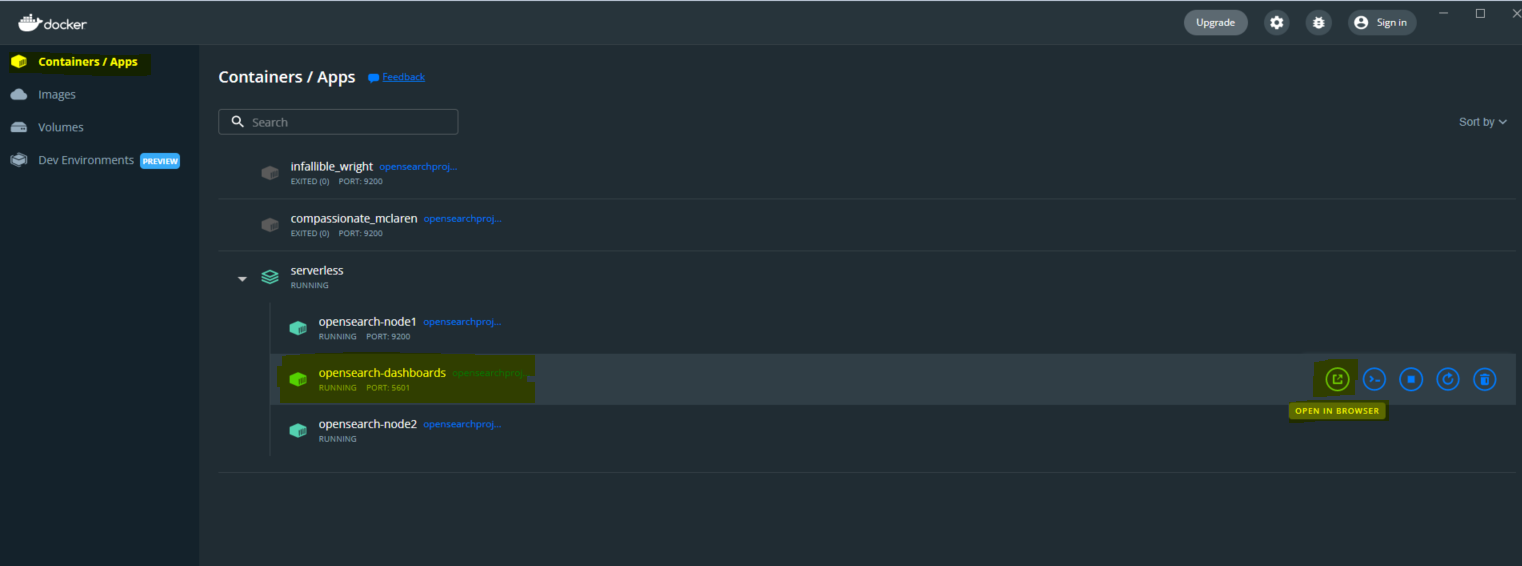 docker
Upgrade
Sign in
Containers / Apps
Images
Volumes
Dev Environments PREVIEW
Containers / Apps Feedback
Search
Sort by
infallible_wright opensearchproj...
EXITED (0) PORT: 9200
compassionate_mclaren opensearchproj...
EXITED (0) PORT: 9200
serverless
RUNNING
opensearch-node1 opensearchproj...
RUNNING PORT: 9200
opensearch-dashboards opensearchproj...
RUNNING PORT: 5601
OPEN IN BROWSER
opensearch-node2 opensearchproj...
RUNNING